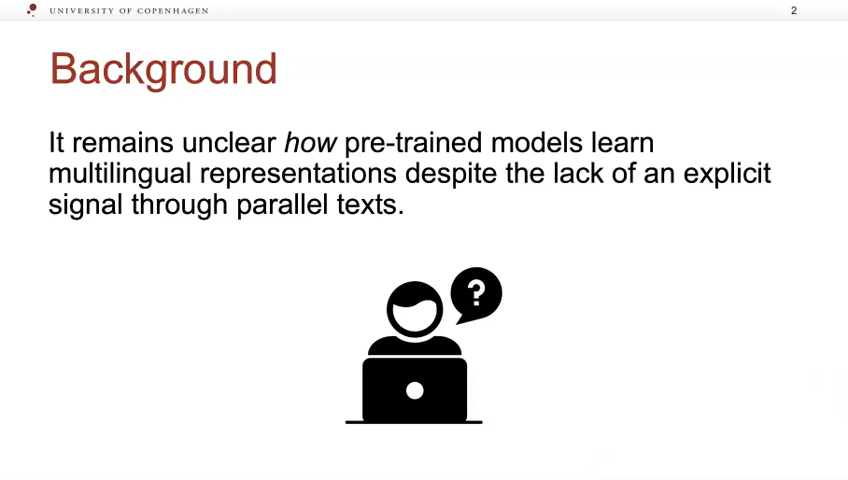 UNIVERSITY OF COPENHAGEN
2
Background
It remains unclear how pre-trained models learn
multilingual representations despite the lack of an explicit
signal through parallel texts.
?